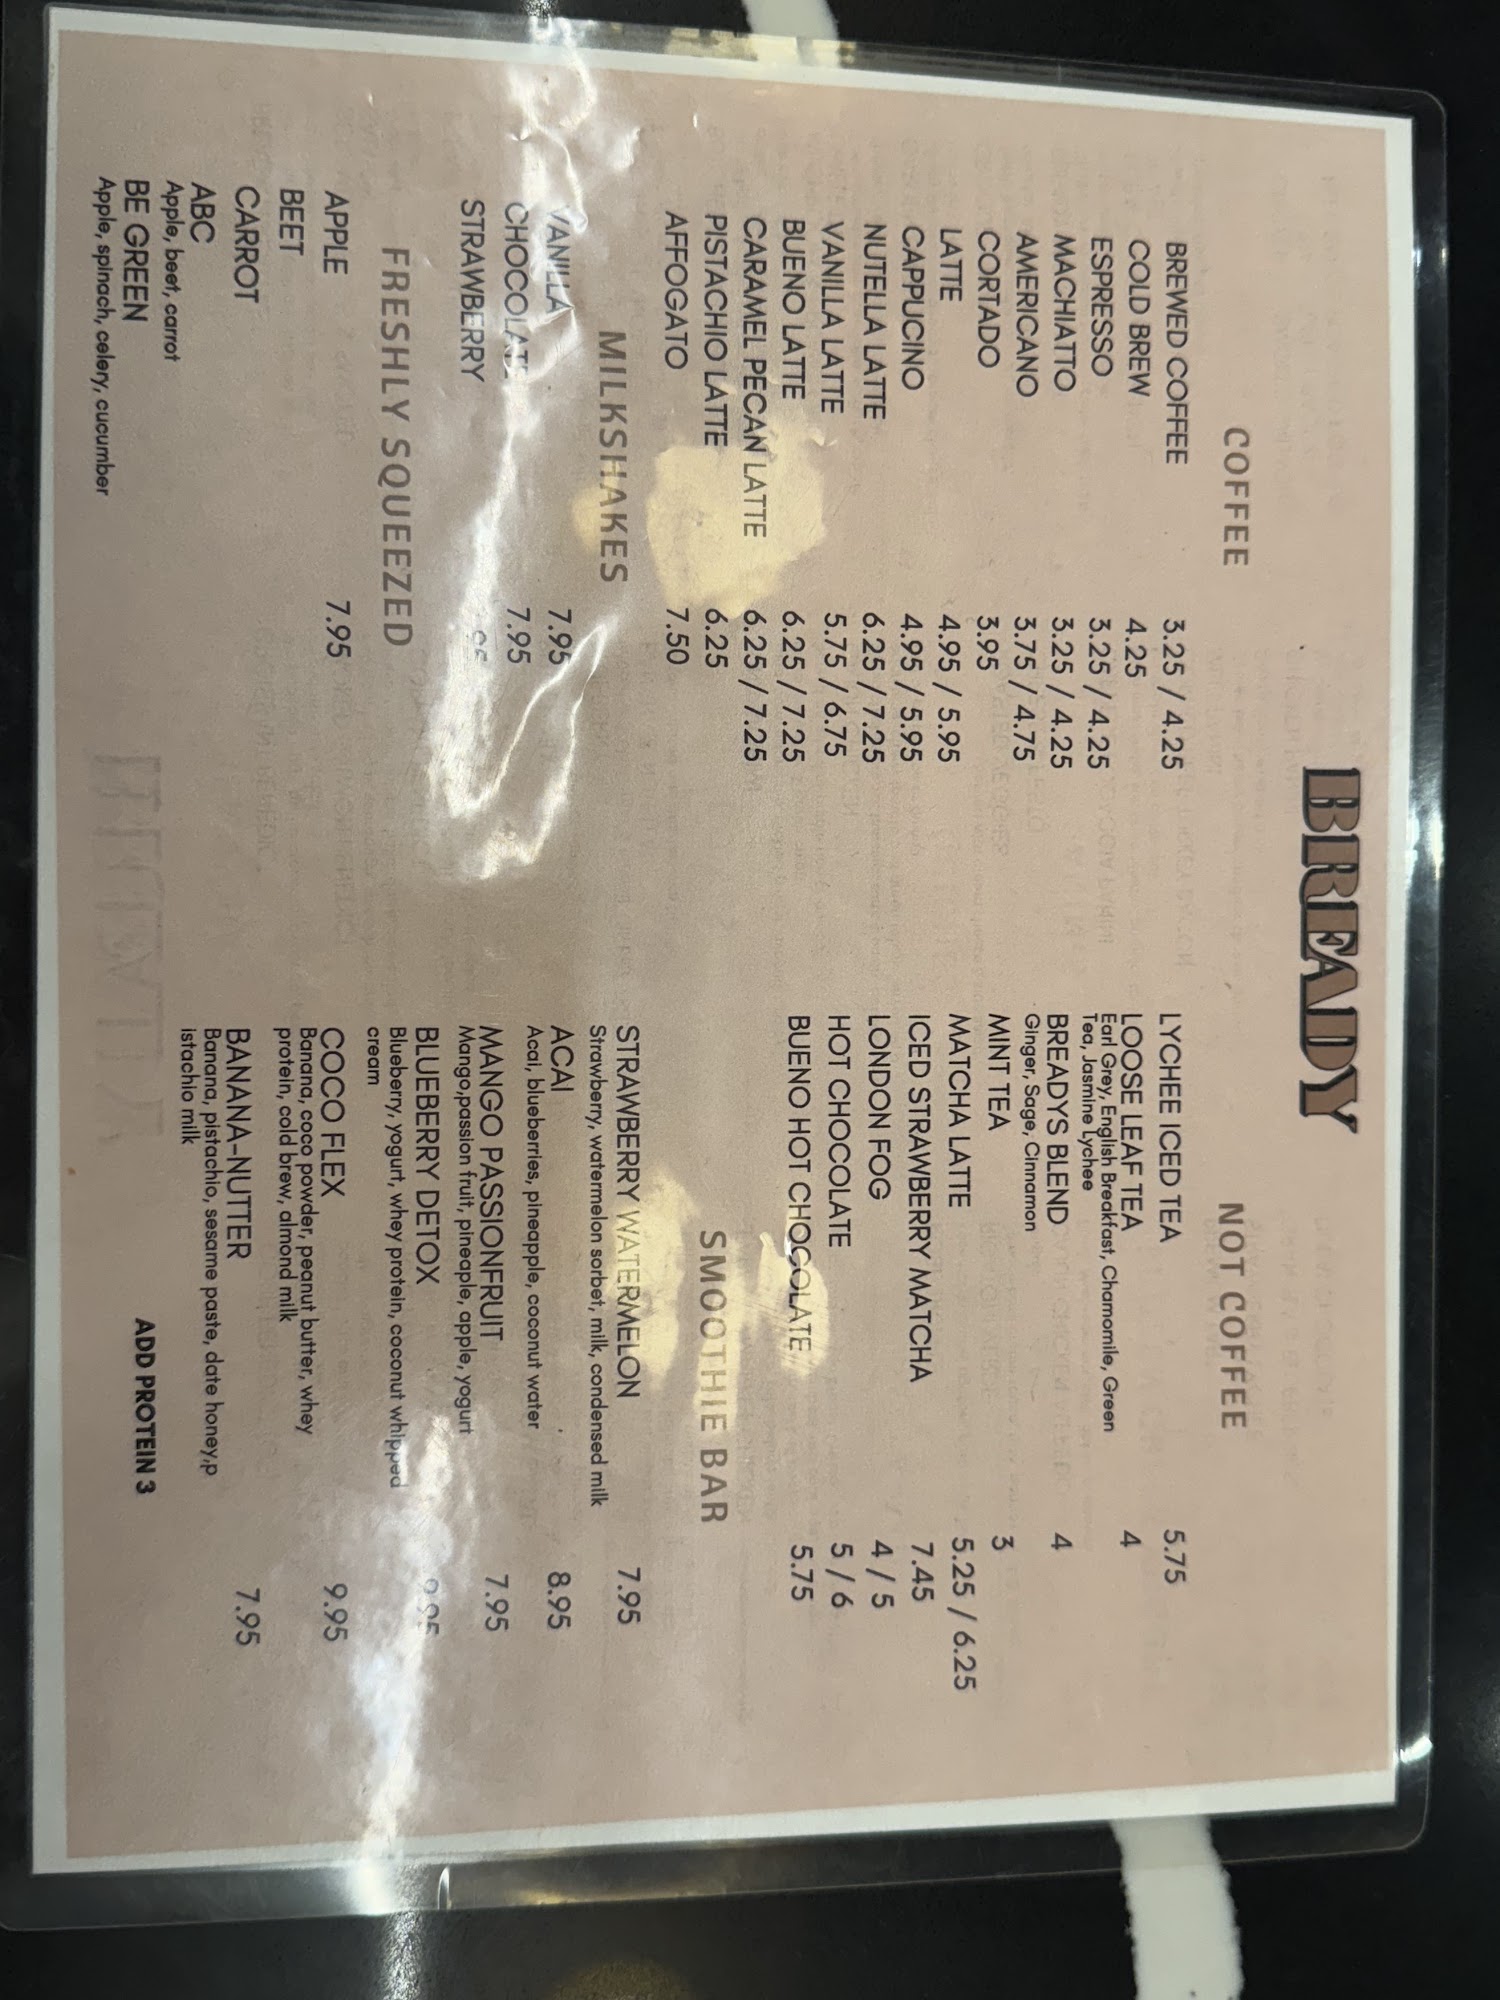 BREADY
COFFEE
BREWED COFFEE 3.25 / 4.25
COLD BREW 4.25
ESPRESSO 3.25 / 4.25
MACHIATTO 3.25 / 4.25
AMERICANO 3.75 / 4.75
CORTADO 3.95
LATTE 4.95 / 5.95
CAPPUCINO 4.95 / 5.95
NUTELLA LATTE 6.25 / 7.25
VANILLA LATTE 5.75 / 6.75
BUENO LATTE 6.25 / 7.25
CARAMEL PECAN LATTE 6.25 / 7.25
PISTACHIO LATTE 6.25
AFFOGATO 7.50
MILKSHAKES
VANILLA 7.95
CHOCOLATE 7.95
STRAWBERRY
FRESHLY SQUEEZED
APPLE 7.95
BEET
CARROT
ABC
Apple, beet, carrot
BE GREEN
Apple, spinach, celery, cucumber
NOT COFFEE
LYCHEE ICED TEA 5.75
LOOSE LEAF TEA 4
Earl Grey, English Breakfast, Chamomile, Green
Tea, Jasmine Lychee
BREADYS BLEND 4
Ginger, Sage, Cinnamon
MINT TEA 3
MATCHA LATTE 5.25 / 6.25
ICED STRAWBERRY MATCHA 7.45
LONDON FOG 4 / 5
HOT CHOCOLATE 5 / 6
BUENO HOT CHOCOLATE 5.75
SMOOTHIE BAR
STRAWBERRY WATERMELON 7.95
Strawberry, watermelon sorbet, milk, condensed milk
ACAI 8.95
Acai, blueberries, pineapple, coconut water
MANGO PASSIONFRUIT 7.95
Mango,passion fruit, pineaple, apple, yogurt
BLUEBERRY DETOX
Blueberry, yogurt, whey protein, coconut whipped
cream
COCO FLEX 9.95
Banana, coco powder, peanut butter, whey
protein, cold brew, almond milk
BANANA-NUTTER 7.95
Banana, pistachio, sesame paste, date honey,p
istachio milk
ADD PROTEIN 3